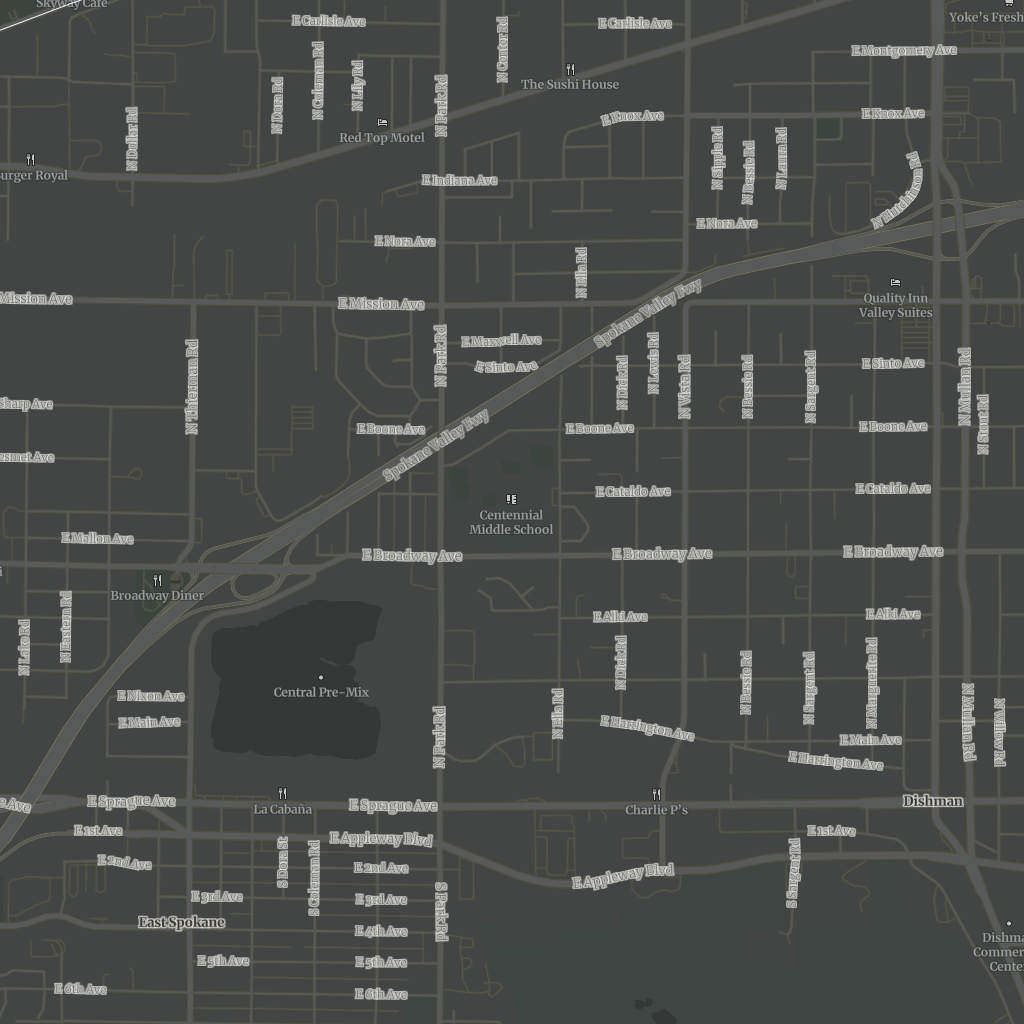 Skyway Cafe
E Carlisle Ave
E Carlisle Ave
Yoke's Fresh
N Center Rd
E Montgomery Ave
N Coleman Rd
N Lily Rd
N Dora Rd
N Park Rd
The Sushi House
N Dollar Rd
Red Top Motel
E Knox Ave
E Knox Ave
N Sipple Rd
N Bessie Rd
N Laura Rd
N Hutchinson Rd
Burger Royal
E Indiana Ave
E Nora Ave
E Nora Ave
N Ella Rd
Mission Ave
E Mission Ave
Spokane Valley Fwy
Quality Inn
Valley Suites
N Park Rd
E Maxwell Ave
E Sinto Ave
E Sinto Ave
N Thierman Rd
N Dick Rd
N Lewis Rd
N Vista Rd
N Bessie Rd
N Sargent Rd
N Mullan Rd
N Stout Rd
Sharp Ave
E Boone Ave
Spokane Valley Fwy
E Boone Ave
E Boone Ave
esmet Ave
E Cataldo Ave
E Cataldo Ave
Centennial
Middle School
E Mallon Ave
E Broadway Ave
E Broadway Ave
E Broadway Ave
Broadway Diner
N Lake Rd
N Eastern Rd
E Alki Ave
E Alki Ave
N Dick Rd
N Bessie Rd
N Sargent Rd
N Marguerite Rd
Central Pre-Mix
E Nixon Ave
E Main Ave
N Park Rd
N Ella Rd
E Harrington Ave
E Main Ave
E Harrington Ave
N Mullan Rd
N Willow Rd
e Ave
E Sprague Ave
La Cabaña
E Sprague Ave
Charlie P's
Dishman
E 1st Ave
E Appleway Blvd
E 1st Ave
E 2nd Ave
S Dora St
S Coleman Rd
E 2nd Ave
E Appleway Blvd
S Sargent Rd
E 3rd Ave
E 3rd Ave
S Park Rd
East Spokane
E 4th Ave
E 5th Ave
E 5th Ave
E 6th Ave
E 6th Ave
Dishma
Commer
Cente